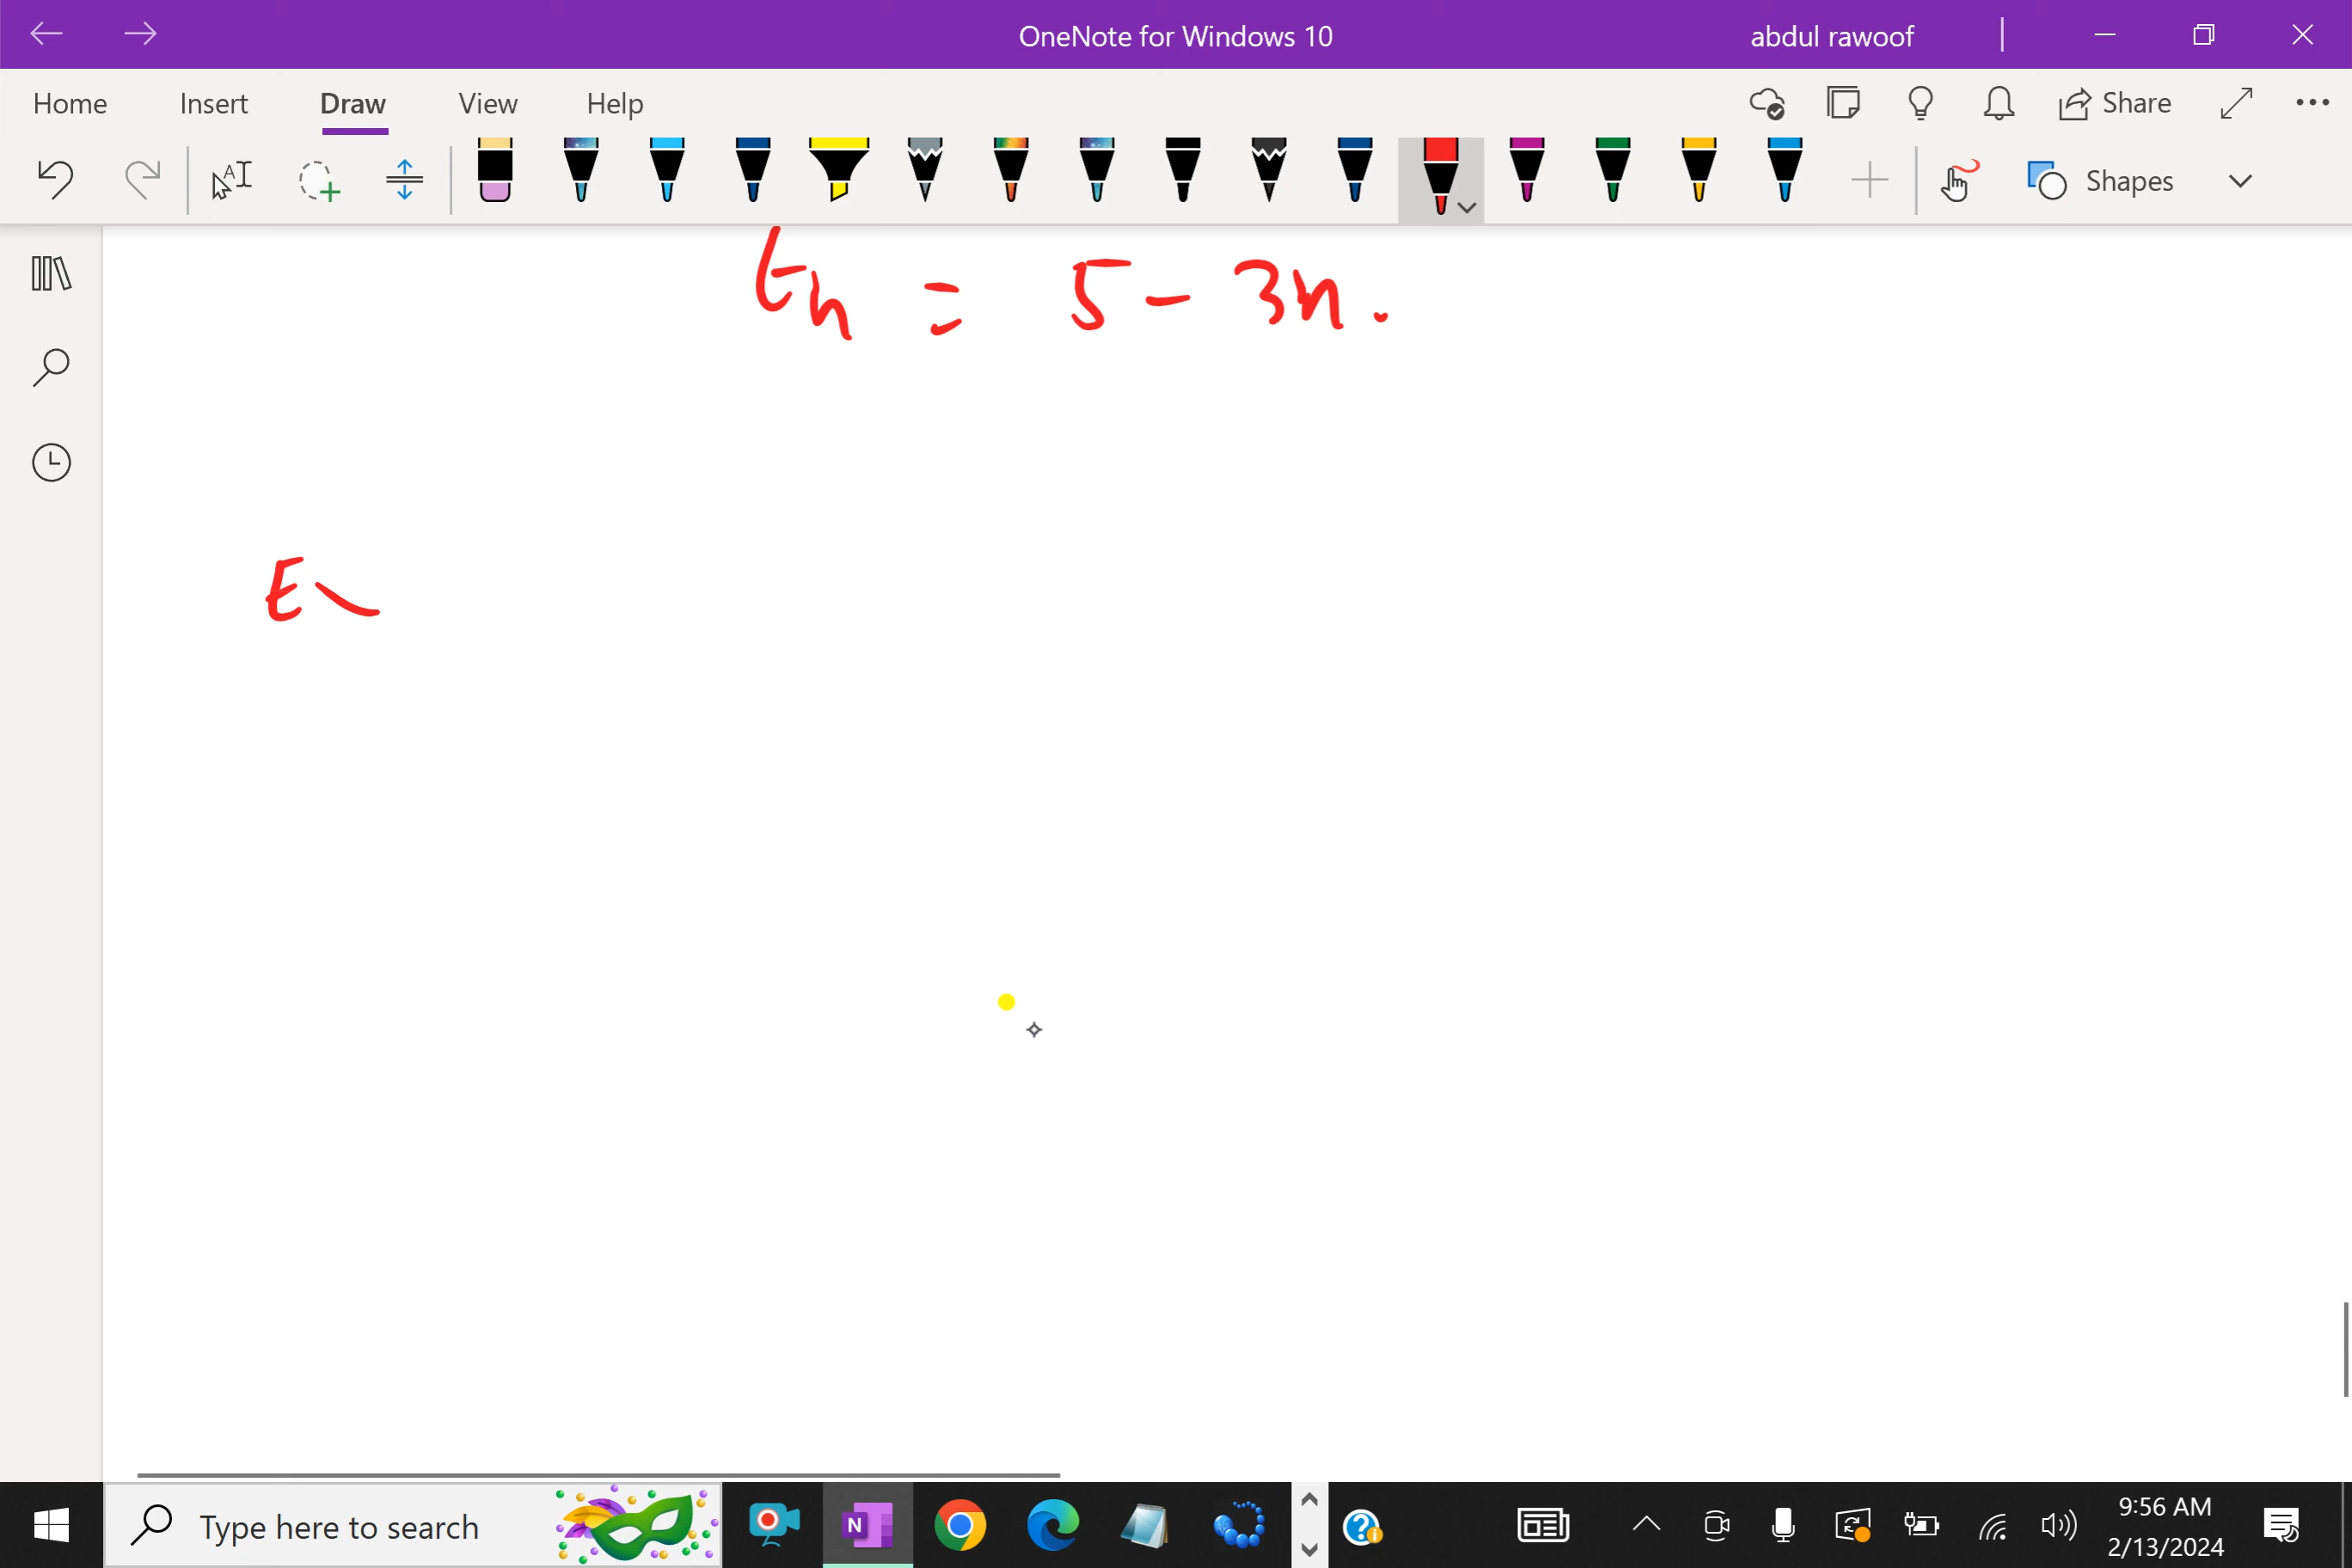 OneNote for Windows 10 abdul rawoof
Home Insert Draw View Help Share
Shapes
tn = 5 - 3n.
E
Type here to search 9:56 AM
2/13/2024